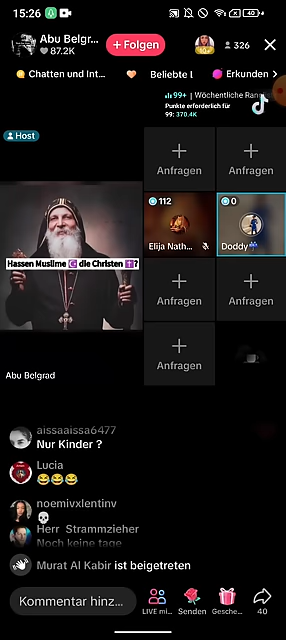 15:26
40
Abu Belgr...
87.2K
+ Folgen
326
Chatten und Int...
Beliebte L
Erkunden >
99+ | Wöchentliche Ran
Punkte erforderlich für
99: 370.4K
Host
Anfragen
Anfragen
Hassen Muslime die Christen ?
112
Elija Nath...
0
Doddy
Anfragen
Anfragen
Anfragen
Abu Belgrad
aissaaissa6477
Nur Kinder ?
Lucia
😂😂😂
noemivxlentinv
💀
Herr Strammzieher
Noch keine tage
Murat Al Kabir ist beigetreten
Kommentar hinz...
LIVE mi...
Senden
Gesche...
40